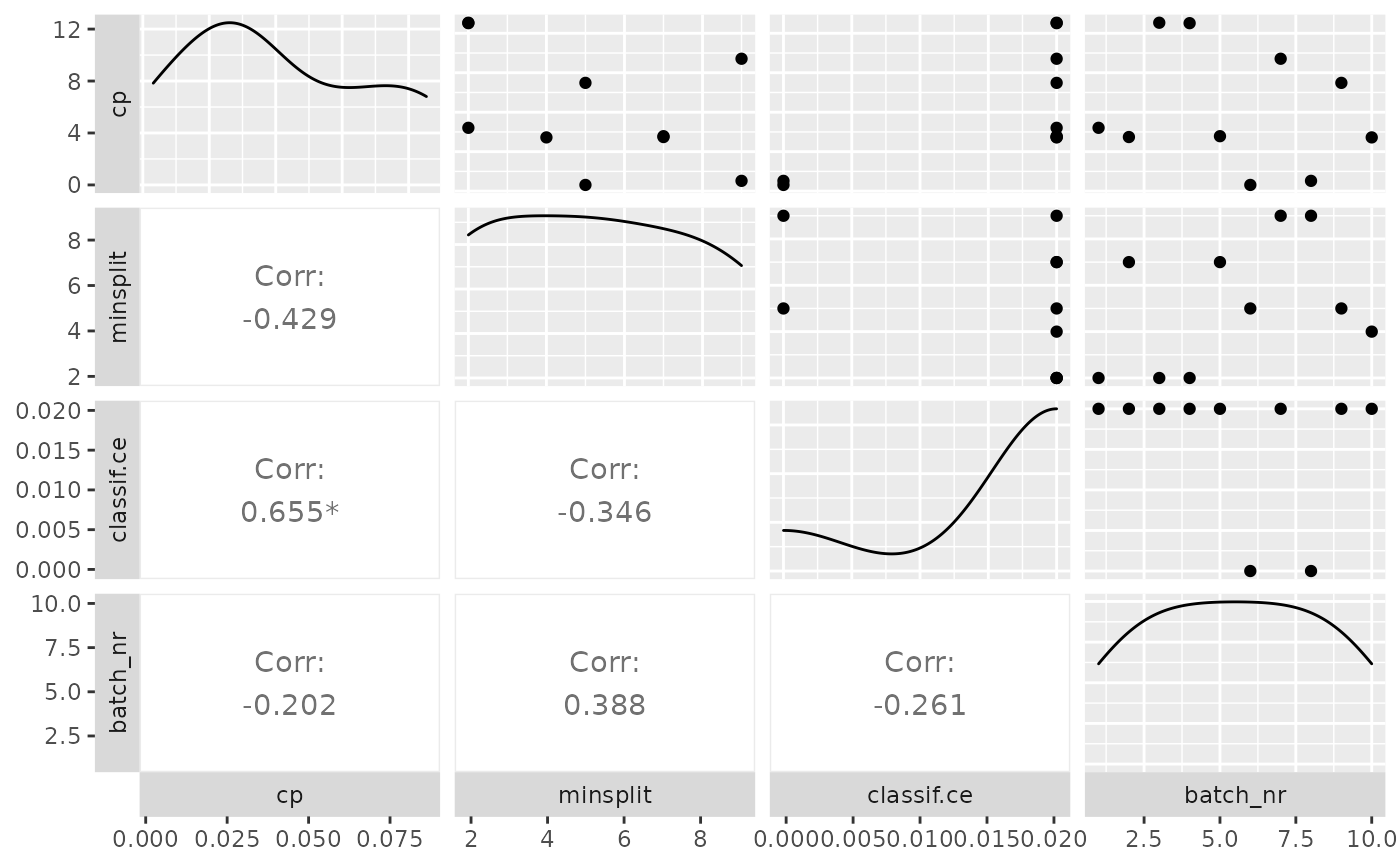 12
8
4
0
cp
8
6
4
2
minsplit
Corr:
-0.429
0.020
0.015
0.010
0.005
0.000
classif.ce
Corr:
0.655*
Corr:
-0.346
10.0
7.5
5.0
2.5
batch_nr
Corr:
-0.202
Corr:
0.388
Corr:
-0.261
cp
minsplit
classif.ce
batch_nr
0.000 0.025 0.050 0.075
2 4 6 8
0.0000.0050.0100.0150.020
2.5 5.0 7.5 10.0